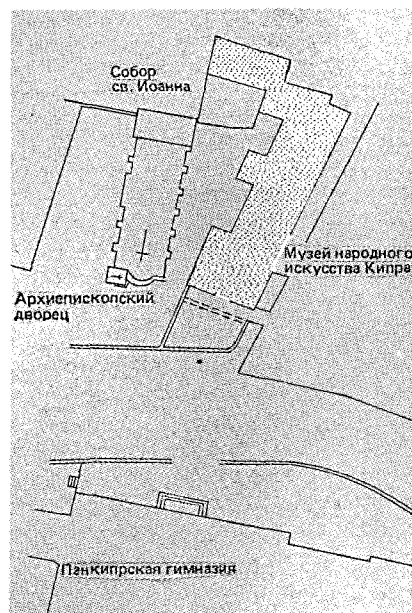 Собор
св. Иоанна
Музей народного
искусства Кипра
Архиепископский
дворец
Панкипрская гимназия